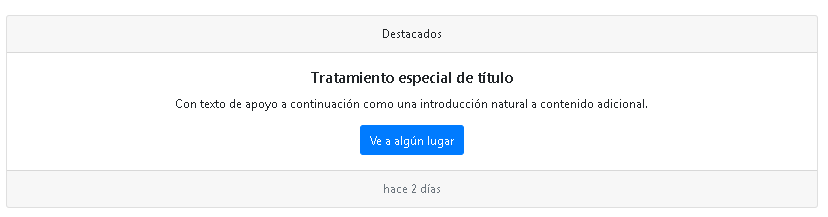 Destacados
Tratamiento especial de título
Con texto de apoyo a continuación como una introducción natural a contenido adicional.
Ve a algún lugar
hace 2 días